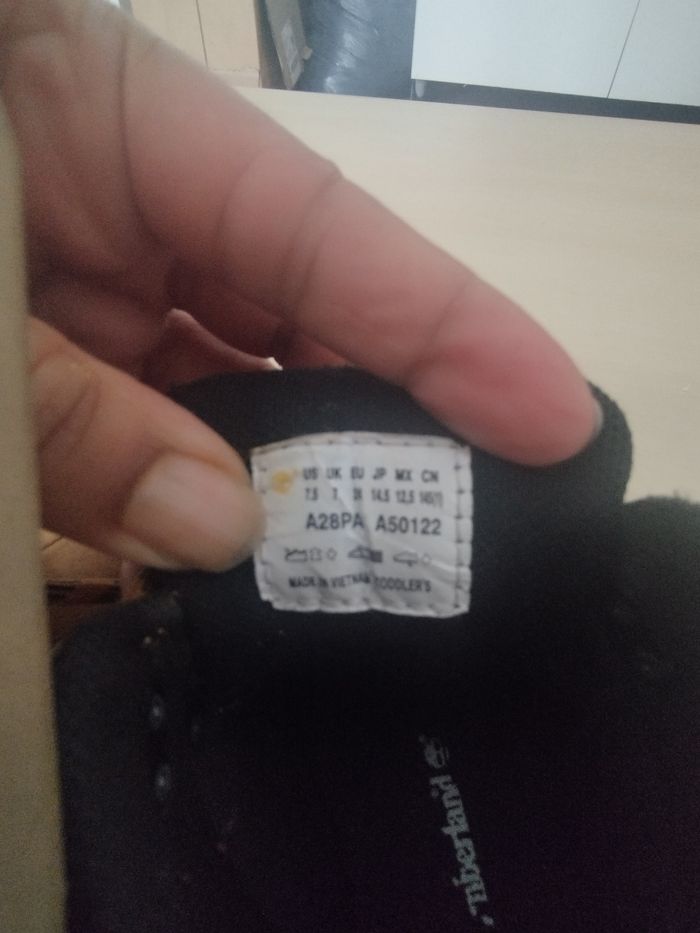 US UK EU JP MX CN
7.5 7 24 14.5 12.5 145(1)
A28PA A50122
MADE IN VIETNAM TODDLER'S
Timberland